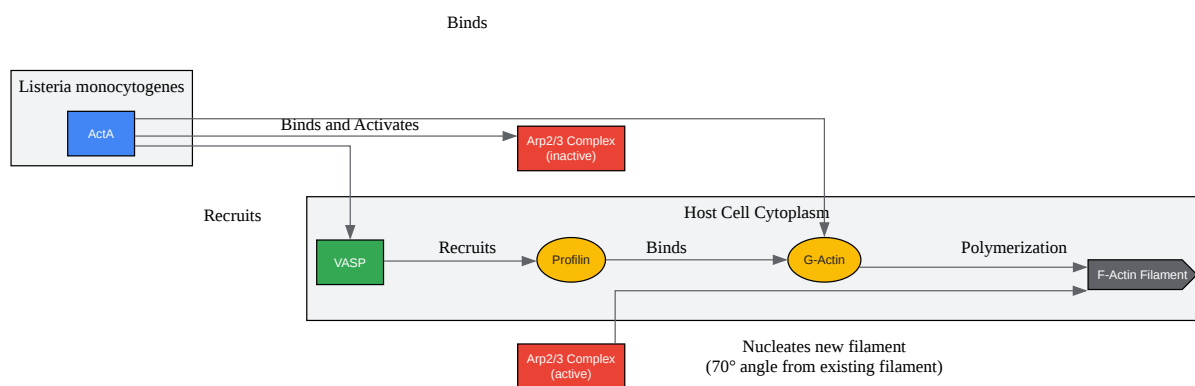 Binds
Listeria monocytogenes
ActA
Binds and Activates
Arp2/3 Complex
(inactive)
Recruits
Host Cell Cytoplasm
VASP
Recruits
Profilin
Binds
G-Actin
Polymerization
F-Actin Filament
Arp2/3 Complex
(active)
Nucleates new filament
(70° angle from existing filament)